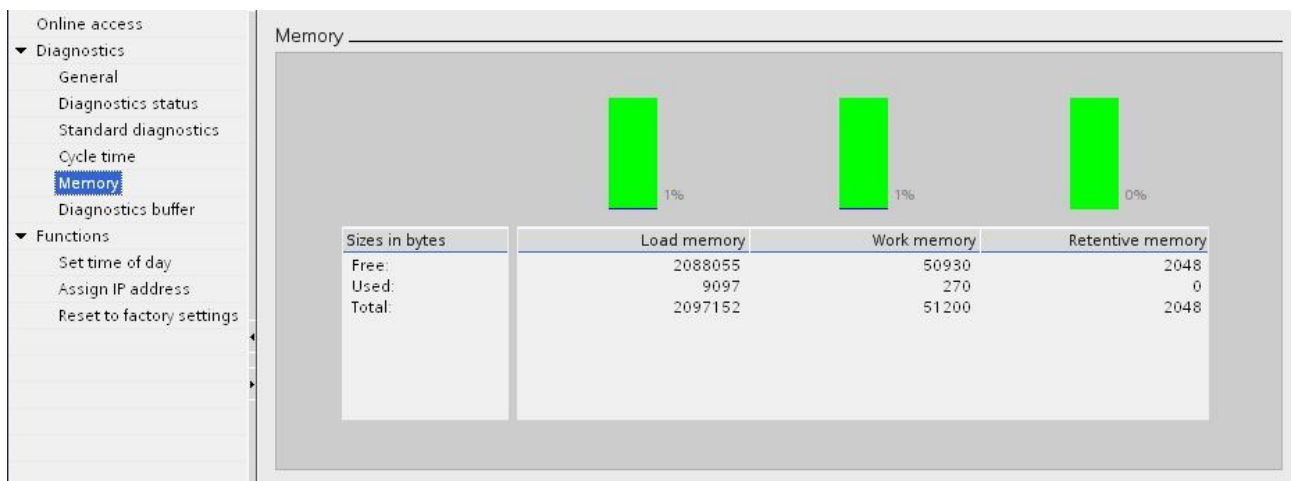 Online access
Diagnostics
General
Diagnostics status
Standard diagnostics
Cycle time
Memory
Diagnostics buffer
Functions
Set time of day
Assign IP address
Reset to factory settings
Memory
1% 1% 0%
Sizes in bytes Load memory Work memory Retentive memory
Free: 2088055 50930 2048
Used: 9097 270 0
Total: 2097152 51200 2048